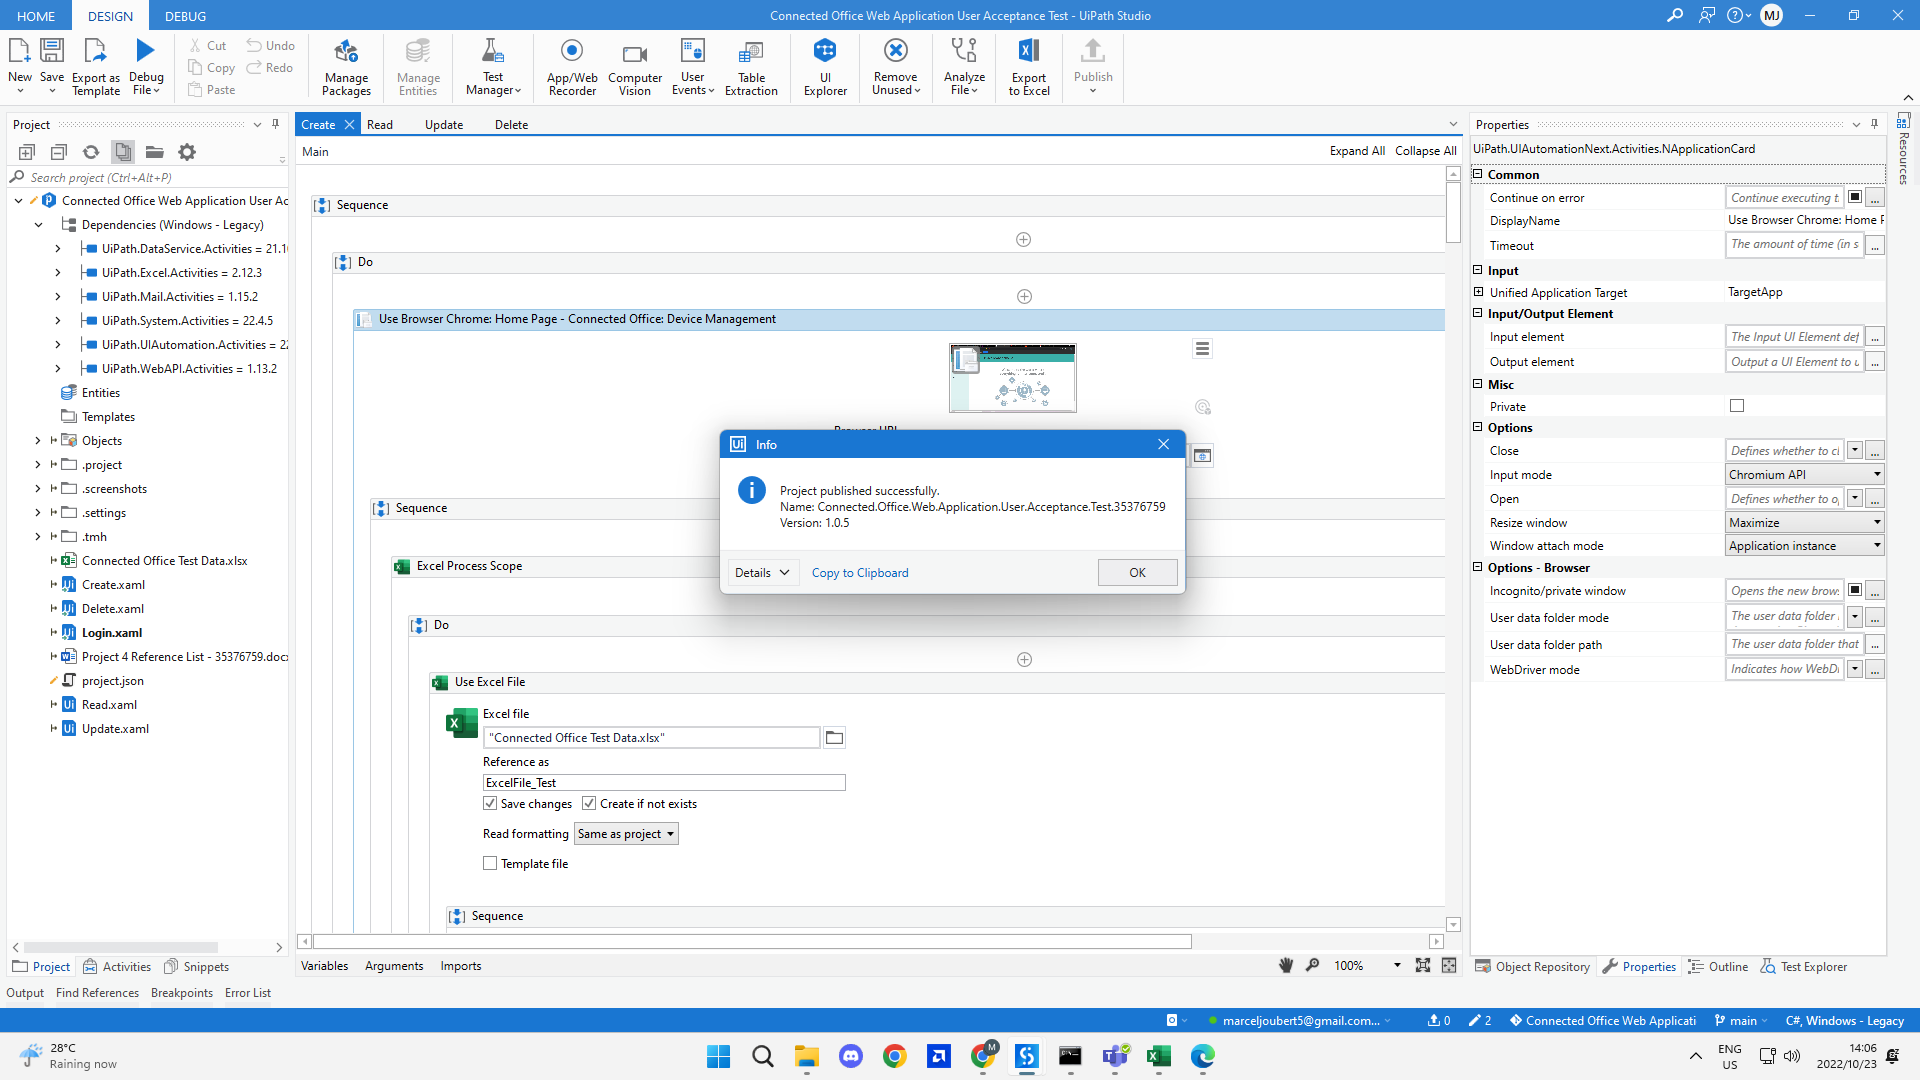 HOME
DESIGN
DEBUG
Connected Office Web Application User Acceptance Test - UiPath Studio
MJ
New
Save
Export as Template
Debug File
Cut
Copy
Paste
Undo
Redo
Manage Packages
Manage Entities
Test Manager
App/Web Recorder
Computer Vision
User Events
Table Extraction
UI Explorer
Remove Unused
Analyze File
Export to Excel
Publish
Project
Search project (Ctrl+Alt+P)
Connected Office Web Application User Ac
Dependencies (Windows - Legacy)
UiPath.DataService.Activities = 21.1
UiPath.Excel.Activities = 2.12.3
UiPath.Mail.Activities = 1.15.2
UiPath.System.Activities = 22.4.5
UiPath.UIAutomation.Activities = 22
UiPath.WebAPI.Activities = 1.13.2
Entities
Templates
Objects
.project
.screenshots
.settings
.tmh
Connected Office Test Data.xlsx
Create.xaml
Delete.xaml
Login.xaml
Project 4 Reference List - 35376759.docx
project.json
Read.xaml
Update.xaml
Project
Activities
Snippets
Create
Read
Update
Delete
Main
Expand All
Collapse All
Sequence
Do
Use Browser Chrome: Home Page - Connected Office: Device Management
Browser URL
Sequence
Excel Process Scope
Do
Use Excel File
Excel file
"Connected Office Test Data.xlsx"
Reference as
ExcelFile_Test
Save changes
Create if not exists
Read formatting
Same as project
Template file
Sequence
Ui
Info
Project published successfully.
Name: Connected.Office.Web.Application.User.Acceptance.Test.35376759
Version: 1.0.5
Details
Copy to Clipboard
OK
Variables
Arguments
Imports
100%
Properties
Resources
UiPath.UIAutomationNext.Activities.NApplicationCard
Common
Continue on error
Continue executing t
DisplayName
Use Browser Chrome: Home P
Timeout
The amount of time (in s
Input
Unified Application Target
TargetApp
Input/Output Element
Input element
The Input UI Element def
Output element
Output a UI Element to u
Misc
Private
Options
Close
Defines whether to cl
Input mode
Chromium API
Open
Defines whether to o
Resize window
Maximize
Window attach mode
Application instance
Options - Browser
Incognito/private window
Opens the new brow
User data folder mode
The user data folder
User data folder path
The user data folder that
WebDriver mode
Indicates how WebD
Object Repository
Properties
Outline
Test Explorer
Output
Find References
Breakpoints
Error List
marceljoubert5@gmail.com...
0
2
Connected Office Web Applicati
main
C#, Windows - Legacy
28°C
Raining now
M
ENG
US
14:06
2022/10/23